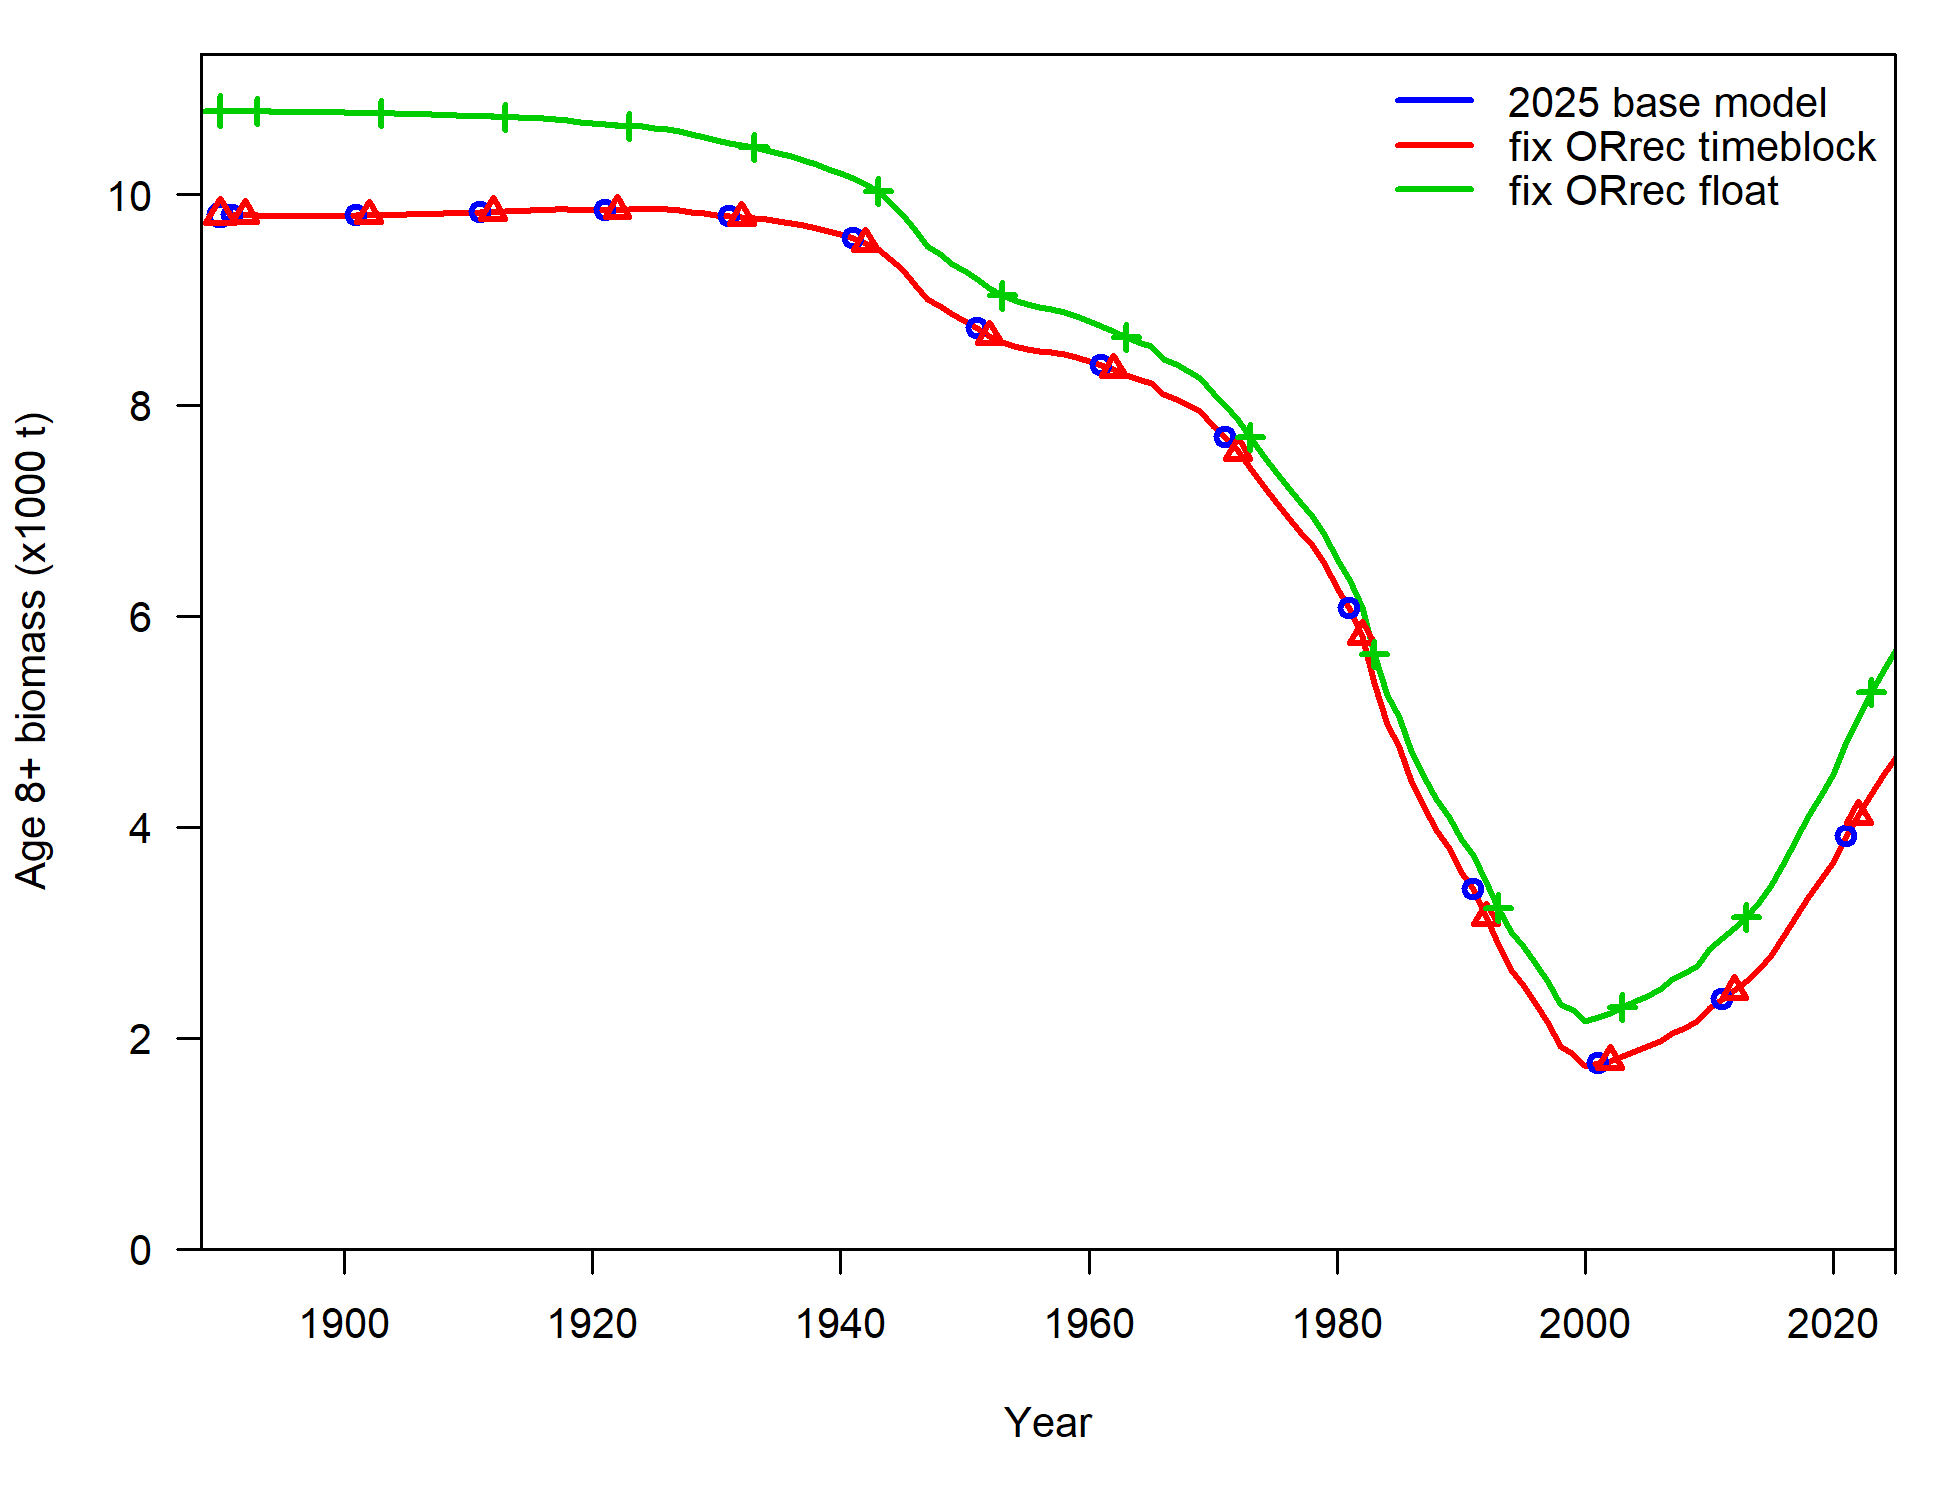 2025 base model
fix ORrec timeblock
fix ORrec float
10
8
6
4
2
0
Age 8+ biomass (x1000 t)
1900 1920 1940 1960 1980 2000 2020
Year